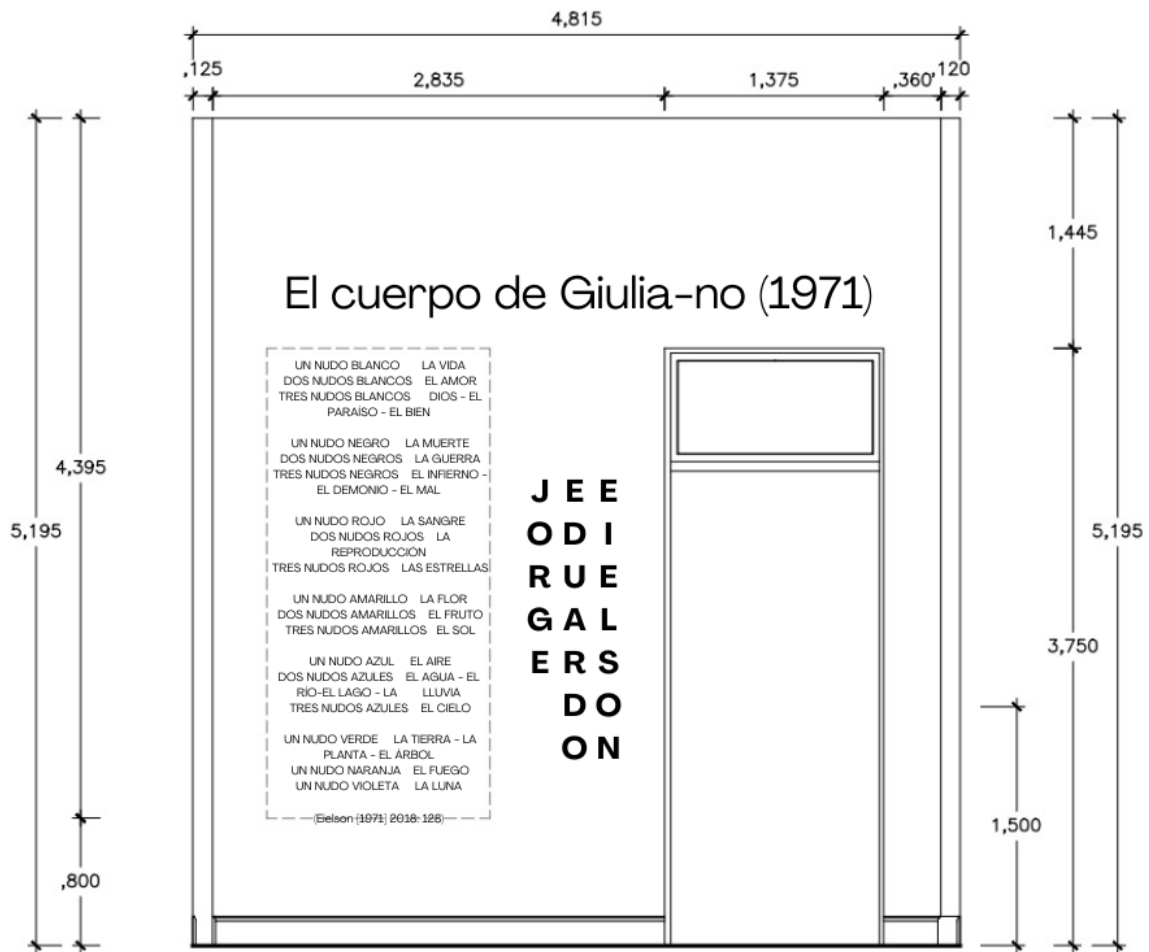 4,815
,125
2,835
1,375
,360
,120
El cuerpo de Giulia-no (1971)
UN NUDO BLANCO LA VIDA
DOS NUDOS BLANCOS EL AMOR
TRES NUDOS BLANCOS DIOS - EL
PARAÍSO - EL BIEN
UN NUDO NEGRO LA MUERTE
DOS NUDOS NEGROS LA GUERRA
TRES NUDOS NEGROS EL INFIERNO -
EL DEMONIO - EL MAL
UN NUDO ROJO LA SANGRE
DOS NUDOS ROJOS LA
REPRODUCCIÓN
TRES NUDOS ROJOS LAS ESTRELLAS
UN NUDO AMARILLO LA FLOR
DOS NUDOS AMARILLOS EL FRUTO
TRES NUDOS AMARILLOS EL SOL
UN NUDO AZUL EL AIRE
DOS NUDOS AZULES EL AGUA - EL
RÍO-EL LAGO - LA LLUVIA
TRES NUDOS AZULES EL CIELO
UN NUDO VERDE LA TIERRA - LA
PLANTA - EL ÁRBOL
UN NUDO NARANJA EL FUEGO
UN NUDO VIOLETA LA LUNA
(Eielson [1971] 2018: 128)
J E E
O D I
R U E
G A L
E R S
D O
O N
4,395
5,195
,800
1,445
5,195
3,750
1,500